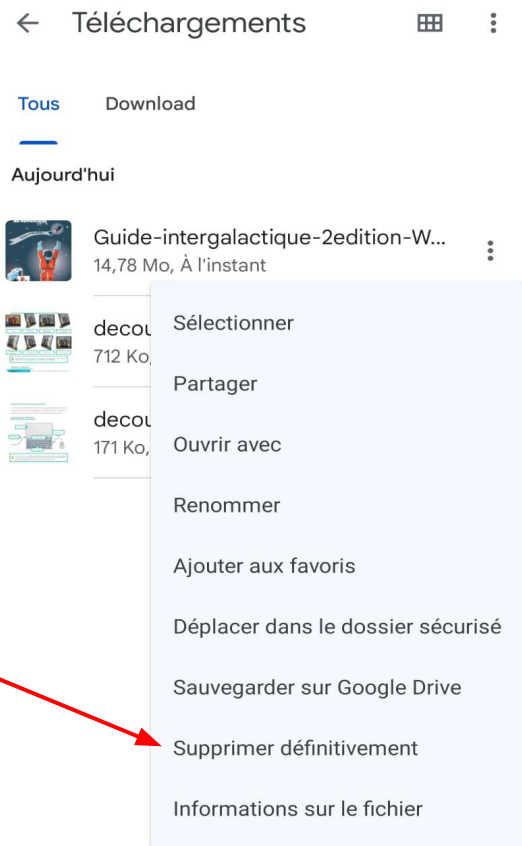 Téléchargements
Tous Download
Aujourd'hui
Guide-intergalactique-2edition-W...
14,78 Mo, À l'instant
decou
712 Ko,
decou
171 Ko,
Sélectionner
Partager
Ouvrir avec
Renommer
Ajouter aux favoris
Déplacer dans le dossier sécurisé
Sauvegarder sur Google Drive
Supprimer définitivement
Informations sur le fichier